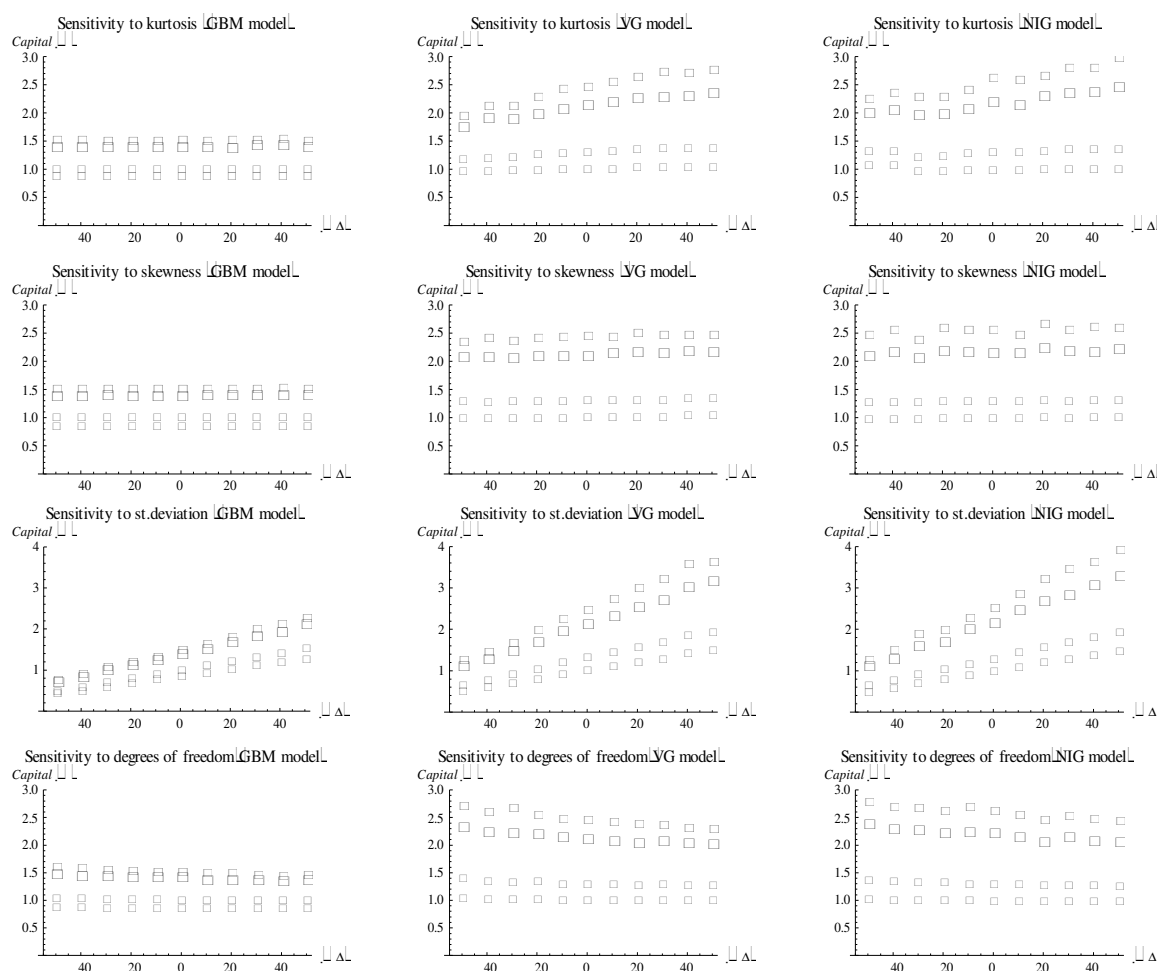 Sensitivity to kurtosis GBM model
Capital
3.0
2.5
2.0
1.5
1.0
0.5
40 20 0 20 40
Δ
Sensitivity to kurtosis VG model
Capital
3.0
2.5
2.0
1.5
1.0
0.5
40 20 0 20 40
Δ
Sensitivity to kurtosis NIG model
Capital
3.0
2.5
2.0
1.5
1.0
0.5
40 20 0 20 40
Δ
Sensitivity to skewness GBM model
Capital
3.0
2.5
2.0
1.5
1.0
0.5
40 20 0 20 40
Δ
Sensitivity to skewness VG model
Capital
3.0
2.5
2.0
1.5
1.0
0.5
40 20 0 20 40
Δ
Sensitivity to skewness NIG model
Capital
3.0
2.5
2.0
1.5
1.0
0.5
40 20 0 20 40
Δ
Sensitivity to st.deviation GBM model
Capital
4
3
2
1
40 20 0 20 40
Δ
Sensitivity to st.deviation VG model
Capital
4
3
2
1
40 20 0 20 40
Δ
Sensitivity to st.deviation NIG model
Capital
4
3
2
1
40 20 0 20 40
Δ
Sensitivity to degrees of freedom GBM model
Capital
3.0
2.5
2.0
1.5
1.0
0.5
40 20 0 20 40
Δ
Sensitivity to degrees of freedom VG model
Capital
3.0
2.5
2.0
1.5
1.0
0.5
40 20 0 20 40
Δ
Sensitivity to degrees of freedom NIG model
Capital
3.0
2.5
2.0
1.5
1.0
0.5
40 20 0 20 40
Δ